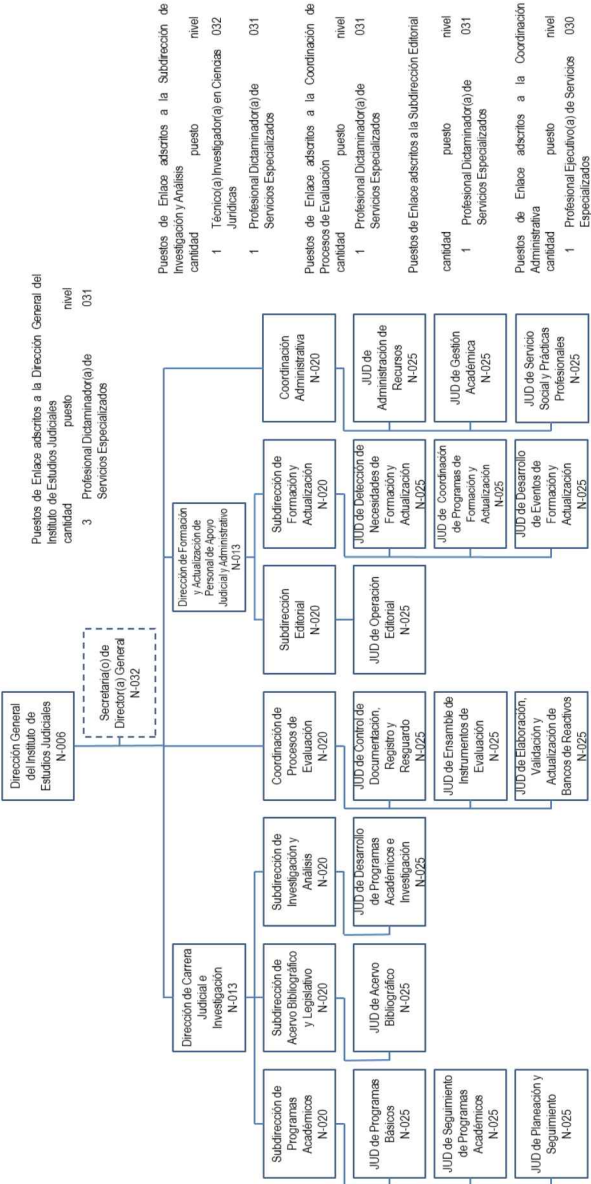 Dirección General
del Instituto de
Estudios Judiciales
N-006
Secretaria(o) de
Director(a) General
N-032
Puestos de Enlace adscritos a la Dirección General del
Instituto de Estudios Judiciales
cantidad puesto nivel
3 Profesional Dictaminador(a) de 031
Servicios Especializados
Dirección de Carrera
Judicial e
Investigación
N-013
Dirección de Formación
y Actualización de
Personal de Apoyo
Judicial y Administrativo
N-013
Subdirección de
Programas
Académicos
N-020
Subdirección de
Acervo Bibliográfico
y Legislativo
N-020
Subdirección de
Investigación y
Análisis
N-020
Coordinación de
Procesos de
Evaluación
N-020
Subdirección
Editorial
N-020
Subdirección de
Formación y
Actualización
N-020
Coordinación
Administrativa
N-020
JUD de Programas
Básicos
N-025
JUD de Acervo
Bibliográfico
N-025
JUD de Desarrollo
de Programas
Académicos e
Investigación
N-025
JUD de Control de
Documentación,
Registro y
Resguardo
N-025
JUD de Operación
Editorial
N-025
JUD de Detección de
Necesidades de
Formación y
Actualización
N-025
JUD de
Administración de
Recursos
N-025
JUD de Seguimiento
de Programas
Académicos
N-025
JUD de Ensamble de
Instrumentos de
Evaluación
N-025
JUD de Coordinación
de Programas de
Formación y
Actualización
N-025
JUD de Gestión
Académica
N-025
JUD de Planeación y
Seguimiento
N-025
JUD de Elaboración,
Validación y
Actualización de
Bancos de Reactivos
N-025
JUD de Desarrollo
de Eventos de
Formación y
Actualización
N-025
JUD de Servicio
Social y Prácticas
Profesionales
N-025
Puestos de Enlace adscritos a la Subdirección de
Investigación y Análisis
cantidad puesto nivel
1 Técnico(a) Investigador(a) en Ciencias 032
Jurídicas
1 Profesional Dictaminador(a) de 031
Servicios Especializados
Puestos de Enlace adscritos a la Coordinación de
Procesos de Evaluación
cantidad puesto nivel
1 Profesional Dictaminador(a) de 031
Servicios Especializados
Puestos de Enlace adscritos a la Subdirección Editorial
cantidad puesto nivel
1 Profesional Dictaminador(a) de 031
Servicios Especializados
Puestos de Enlace adscritos a la Coordinación
Administrativa
cantidad puesto nivel
1 Profesional Ejecutivo(a) de Servicios 030
Especializados